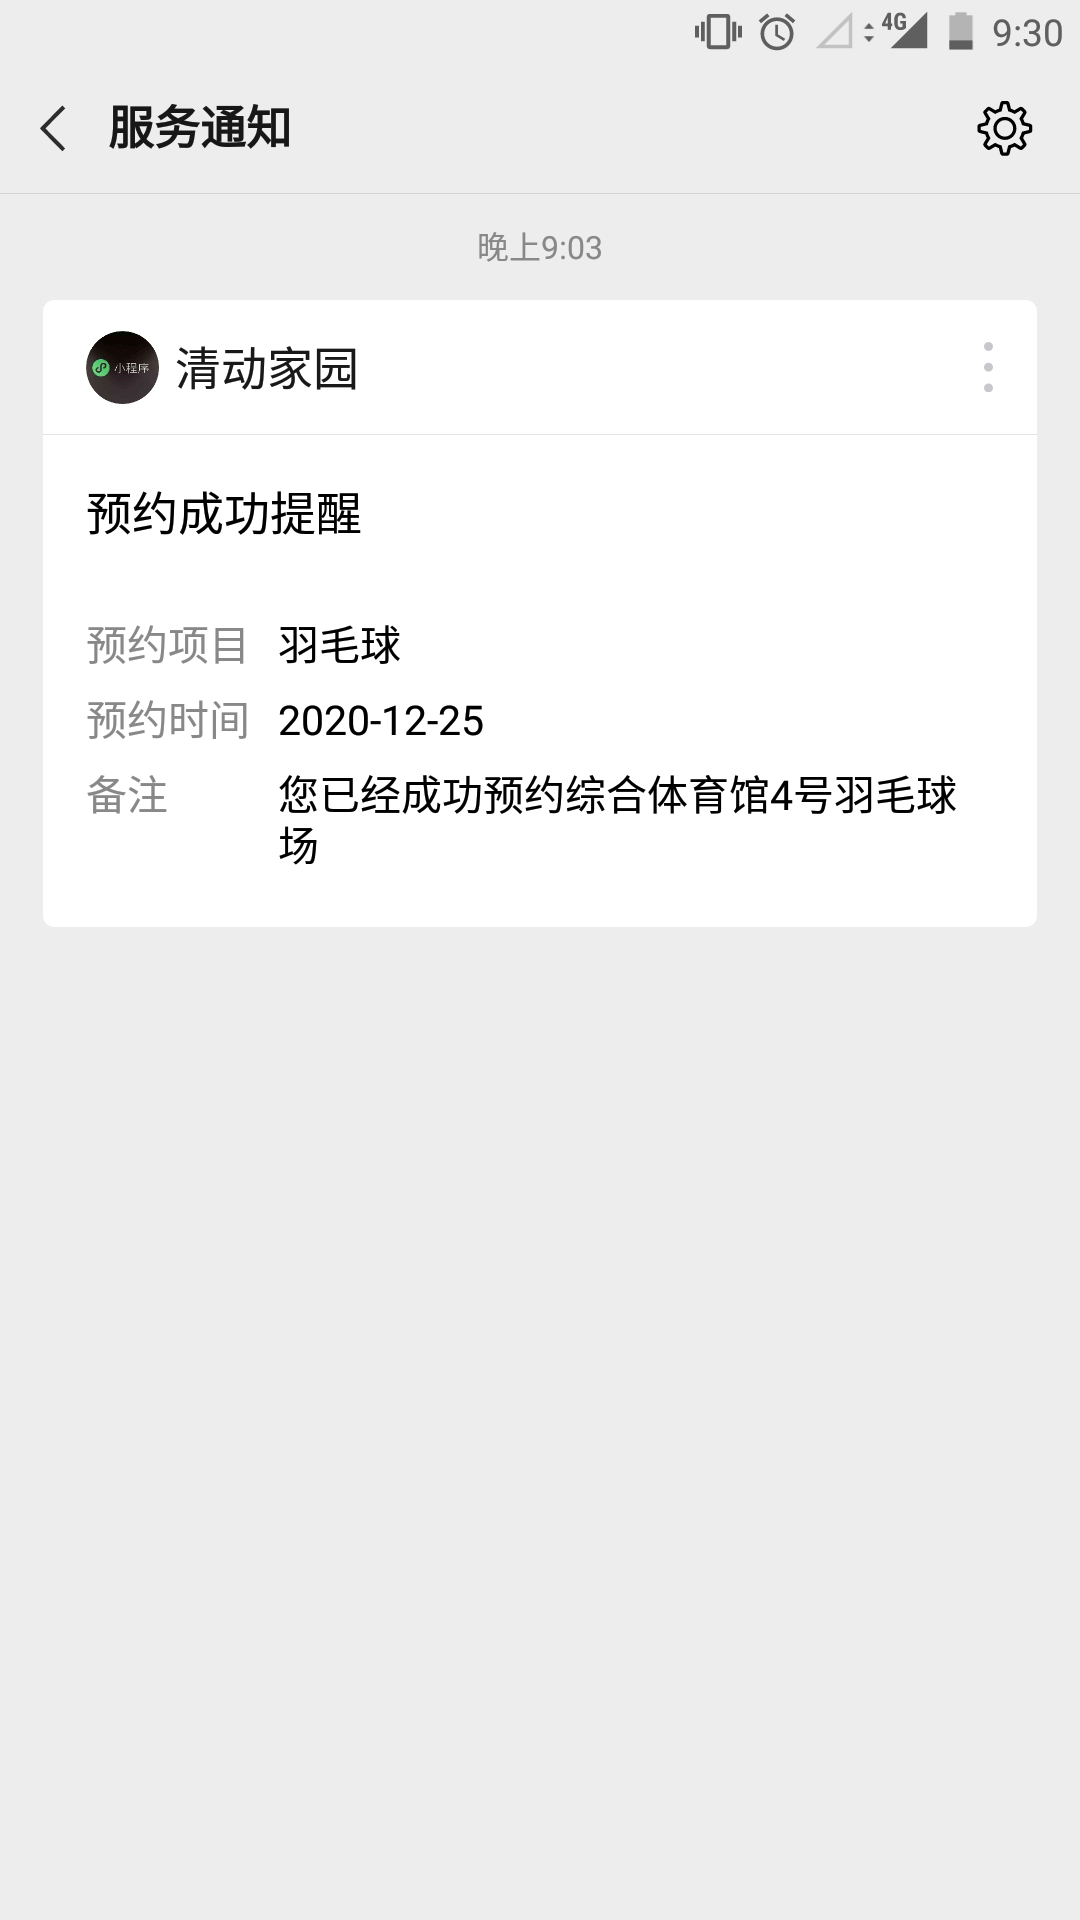 4G 9:30
服务通知
晚上9:03
小程序
清动家园
预约成功提醒
预约项目 羽毛球
预约时间 2020-12-25
备注 您已经成功预约综合体育馆4号羽毛球
场